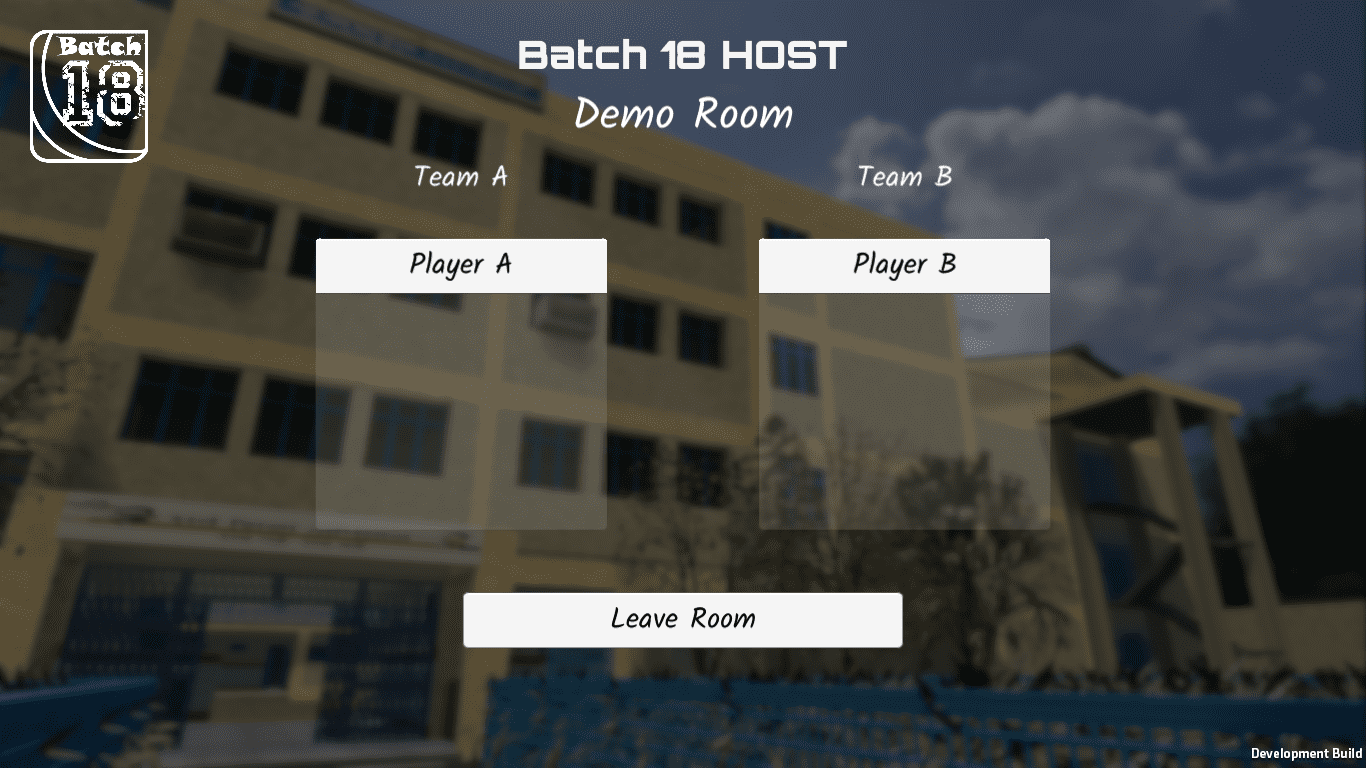 Batch
18
Batch 18 HOST
Demo Room
Team A
Team B
Player A
Player B
Leave Room
Development Build